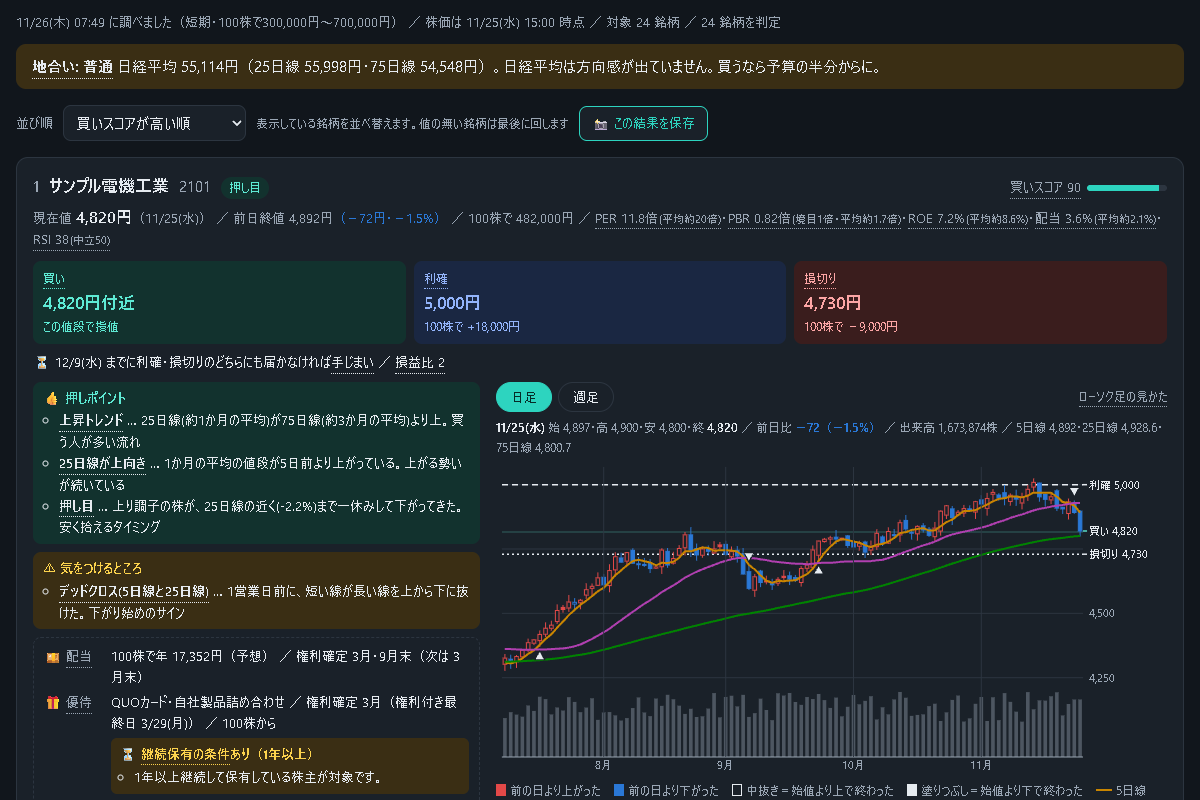 11/26(木) 07:49 に調べました（短期・100株で300,000円～700,000円） ／ 株価は 11/25(水) 15:00 時点 ／ 対象 24 銘柄 ／ 24 銘柄を判定
地合い: 普通 日経平均 55,114円（25日線 55,998円・75日線 54,548円）。日経平均は方向感が出ていません。買うなら予算の半分からに。
並び順 買いスコアが高い順 表示している銘柄を並べ替えます。値の無い銘柄は最後に回します この結果を保存
1 サンプル電機工業 2101 押し目 買いスコア 90
現在値 4,820円（11/25(水)） ／ 前日終値 4,892円（−72円・−1.5%） ／ 100株で 482,000円 ／ PER 11.8倍(平均約20倍)・PBR 0.82倍(境目1倍・平均約1.7倍)・ROE 7.2%(平均約8.6%)・配当 3.6%(平均約2.1%)・
RSI 38(中立50)
買い
4,820円付近
この値段で指値
利確
5,000円
100株で +18,000円
損切り
4,730円
100株で −9,000円
12/9(水) までに利確・損切りのどちらにも届かなければ手じまい ／ 損益比 2
押しポイント
上昇トレンド … 25日線(約1か月の平均)が75日線(約3か月の平均)より上。買
う人が多い流れ
25日線が上向き … 1か月の平均の値段が5日前より上がっている。上がる勢い
が続いている
押し目 … 上り調子の株が、25日線の近く(-2.2%)まで一休みして下がってきた。
安く拾えるタイミング
気をつけるところ
デッドクロス(5日線と25日線) … 1営業日前に、短い線が長い線を上から下に抜
けた。下がり始めのサイン
配当 100株で年 17,352円（予想） ／ 権利確定 3月・9月末（次は 3
月末）
優待 QUOカード・自社製品詰め合わせ ／ 権利確定 3月（権利付き最
終日 3/29(月)） ／ 100株から
継続保有の条件あり（1年以上）
1年以上継続して保有している株主が対象です。
日足 週足 ローソク足の見かた
11/25(水) 始 4,897・高 4,900・安 4,800・終 4,820 ／ 前日比 −72（−1.5%） ／ 出来高 1,673,874株 ／ 5日線 4,892・25日線 4,928.6・
75日線 4,800.7
利確 5,000
買い 4,820
損切り 4,730
4,500
4,250
8月 9月 10月 11月
前の日より上がった 前の日より下がった 中抜き＝始値より上で終わった 塗りつぶし＝始値より下で終わった 5日線